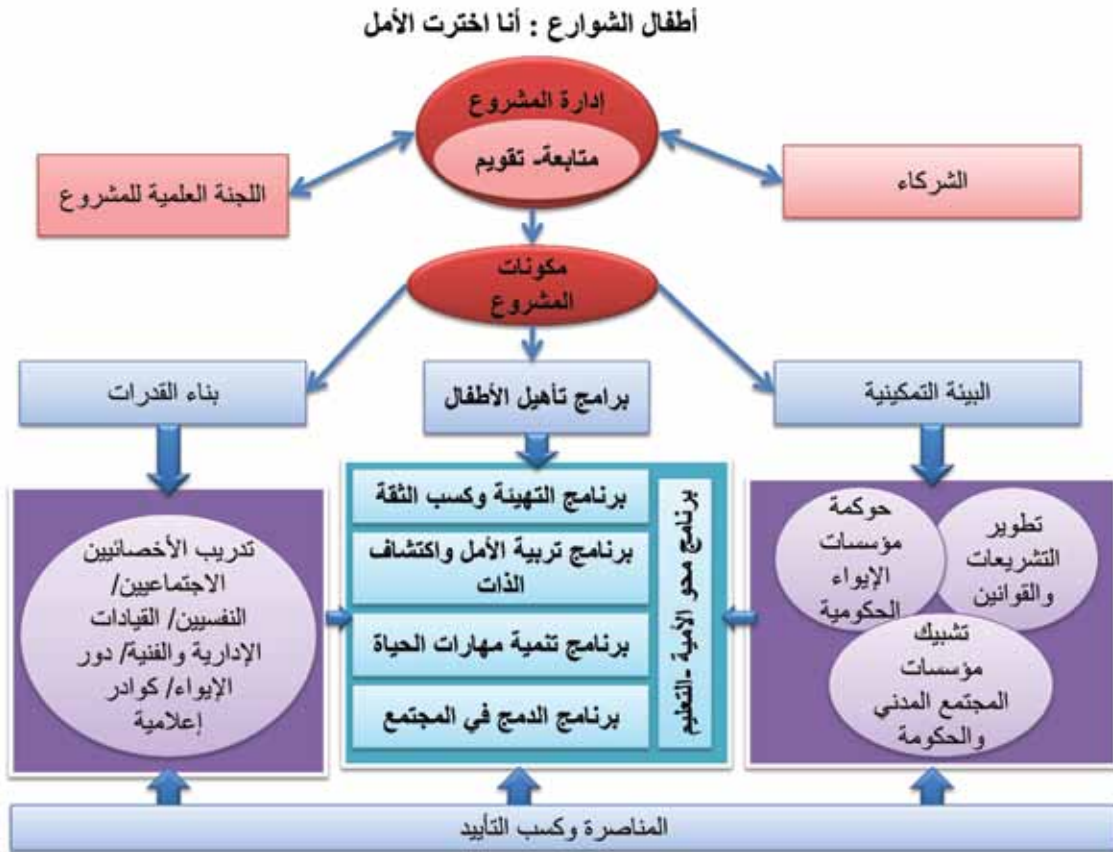 أطفال الشوارع : أنا اخترت الأمل
إدارة المشروع
متابعة- تقويم
الشركاء
اللجنة العلمية للمشروع
مكونات
المشروع
البيئة التمكينية
برامج تأهيل الأطفال
بناء القدرات
تطوير
التشريعات
والقوانين
حوكمة
مؤسسات
الإيواء
الحكومية
تشبيك
مؤسسات
المجتمع المدني
والحكومة
برنامج محو الأمية -التعليم
برنامج التهيئة وكسب الثقة
برنامج تربية الأمل واكتشاف
الذات
برنامج تنمية مهارات الحياة
برنامج الدمج في المجتمع
تدريب الأخصائيين
الاجتماعيين/
النفسيين/ القيادات
الإدارية والفنية/ دور
الإيواء/ كوادر
إعلامية
المناصرة وكسب التأييد